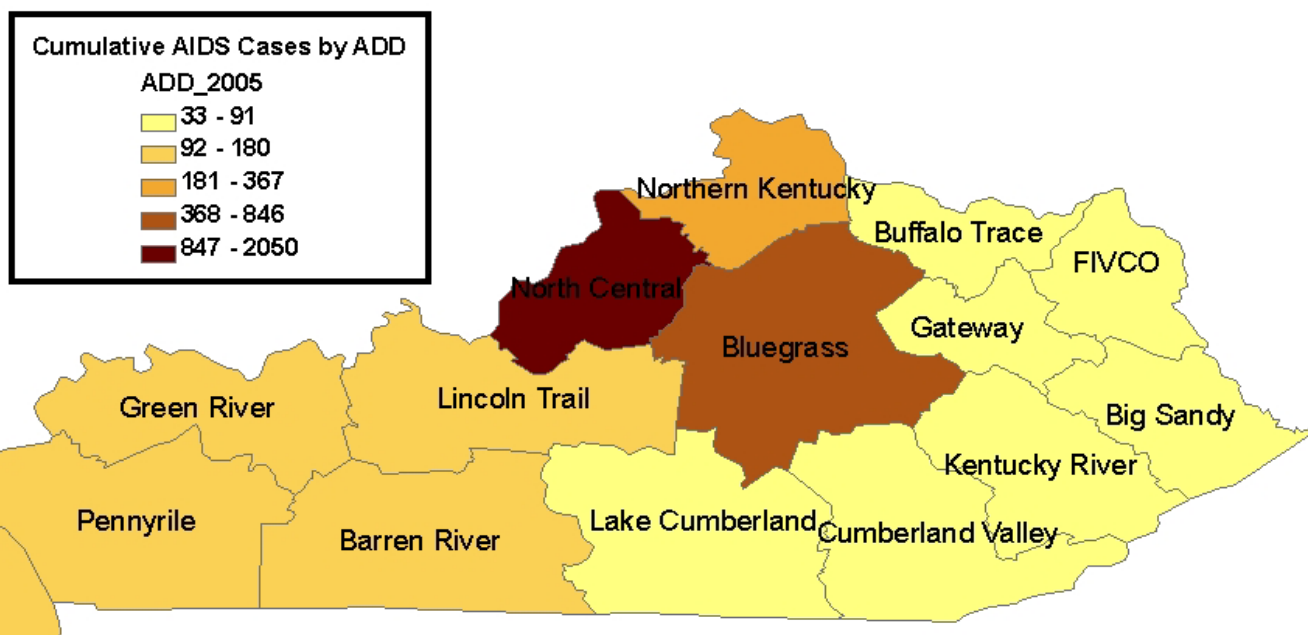 Cumulative AIDS Cases by ADD
ADD_2005
33 - 91
92 - 180
181 - 367
368 - 846
847 - 2050
Northern Kentucky
Buffalo Trace
FIVCO
North Central
Gateway
Bluegrass
Lincoln Trail
Green River
Big Sandy
Kentucky River
Pennyrile
Lake Cumberland
Cumberland Valley
Barren River